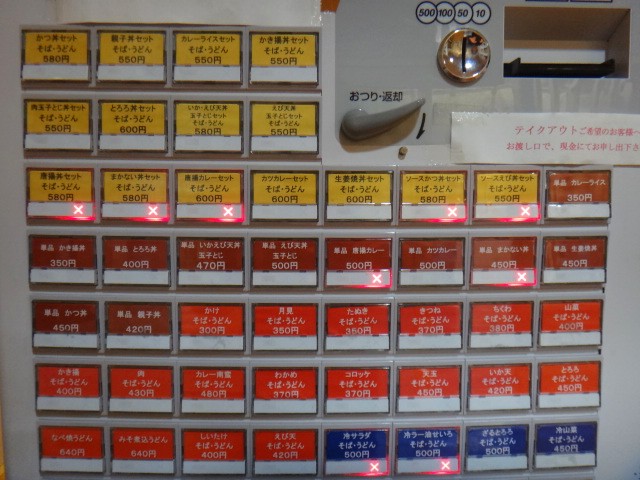 500 100 50 10
おつり・返却
テイクアウトご希望のお客様へ
お渡し口で、現金にてお申し出下さ
かつ丼セット
そば・うどん
580円
親子丼セット
そば・うどん
550円
カレーライスセット
そば・うどん
550円
かき揚丼セット
そば・うどん
550円
肉玉子とじ丼セット
そば・うどん
550円
とろろ丼セット
そば・うどん
600円
いか・えび天丼
玉子とじセット
そば・うどん
580円
えび天丼
玉子とじセット
そば・うどん
550円
唐揚丼セット
そば・うどん
580円
まかない丼セット
そば・うどん
580円
唐揚カレーセット
そば・うどん
600円
カツカレーセット
そば・うどん
600円
生姜焼丼セット
そば・うどん
600円
ソースかつ丼セット
そば・うどん
580円
ソースえび丼セット
そば・うどん
550円
単品 カレーライス
350円
単品 かき揚丼
350円
単品 とろろ丼
400円
単品 いかえび天丼
玉子とじ
470円
単品 えび天丼
玉子とじ
500円
単品 唐揚カレー
500円
単品 カツカレー
500円
単品 まかない丼
450円
単品 生姜焼丼
450円
単品 かつ丼
450円
単品 親子丼
420円
かけ
そば・うどん
300円
月見
そば・うどん
350円
たぬき
そば・うどん
350円
きつね
そば・うどん
370円
ちくわ
そば・うどん
380円
山菜
そば・うどん
400円
かき揚
そば・うどん
400円
肉
そば・うどん
430円
カレー南蛮
そば・うどん
480円
わかめ
そば・うどん
370円
コロッケ
そば・うどん
370円
天玉
そば・うどん
450円
いか天
そば・うどん
420円
とろろ
そば・うどん
450円
なべ焼うどん
640円
みそ煮込うどん
640円
しいたけ
そば・うどん
400円
えび天
そば・うどん
420円
冷サラダ
そば・うどん
500円
冷ラー油せいろ
そば・うどん
500円
ざるとろろ
そば・うどん
500円
冷山菜
そば・うどん
450円